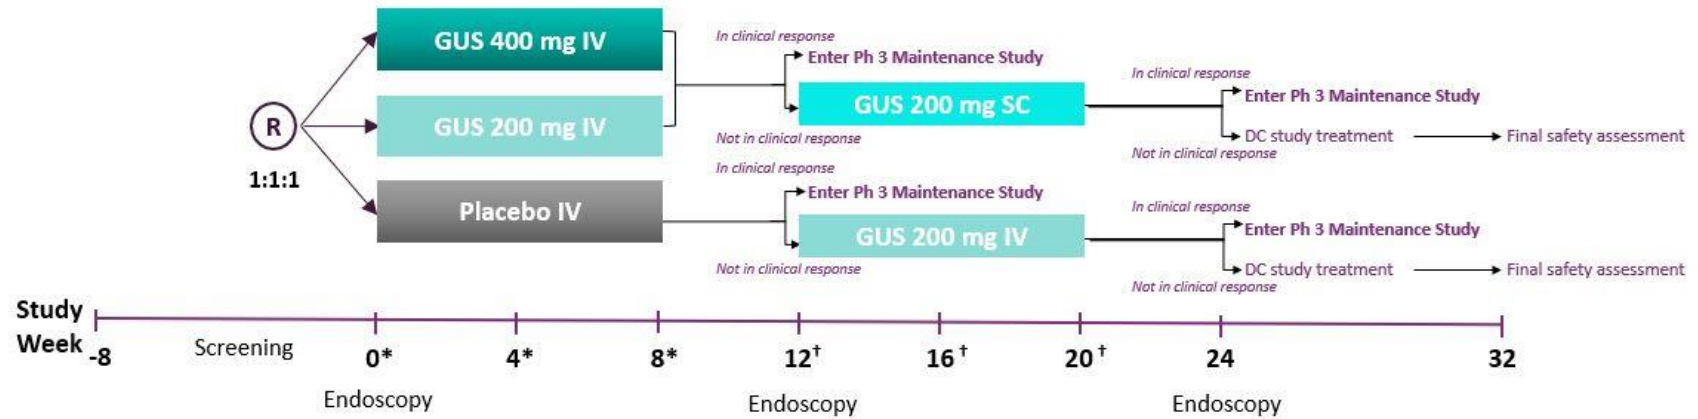 GUS 400 mg IV
GUS 200 mg IV
Placebo IV
R
1:1:1
In clinical response
Enter Ph 3 Maintenance Study
GUS 200 mg SC
Not in clinical response
In clinical response
Enter Ph 3 Maintenance Study
DC study treatment
Final safety assessment
Not in clinical response
In clinical response
Enter Ph 3 Maintenance Study
GUS 200 mg IV
Not in clinical response
In clinical response
Enter Ph 3 Maintenance Study
DC study treatment
Final safety assessment
Not in clinical response
Study
Week
-8 Screening 0* 4* 8* 12† 16† 20† 24 32
Endoscopy Endoscopy Endoscopy